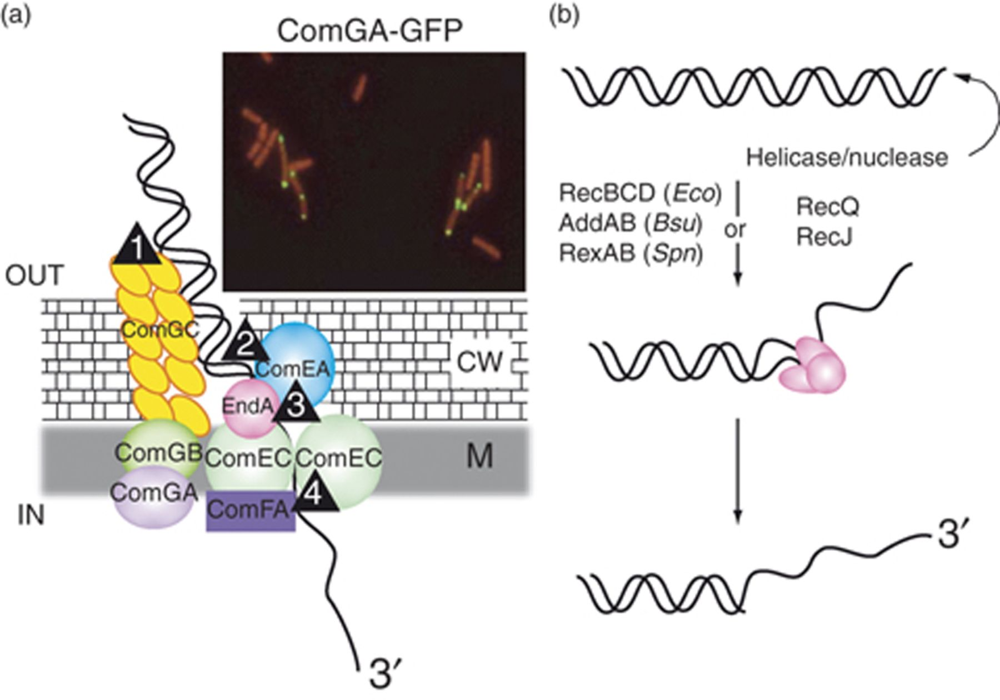 (a)
ComGA-GFP
1
OUT
ComGC
2
ComEA
CW
EndA
3
ComGB
ComEC
ComEC
M
ComGA
4
ComFA
IN
3′
(b)
Helicase/nuclease
RecBCD (Eco)
AddAB (Bsu)
RexAB (Spn)
or
RecQ
RecJ
3′